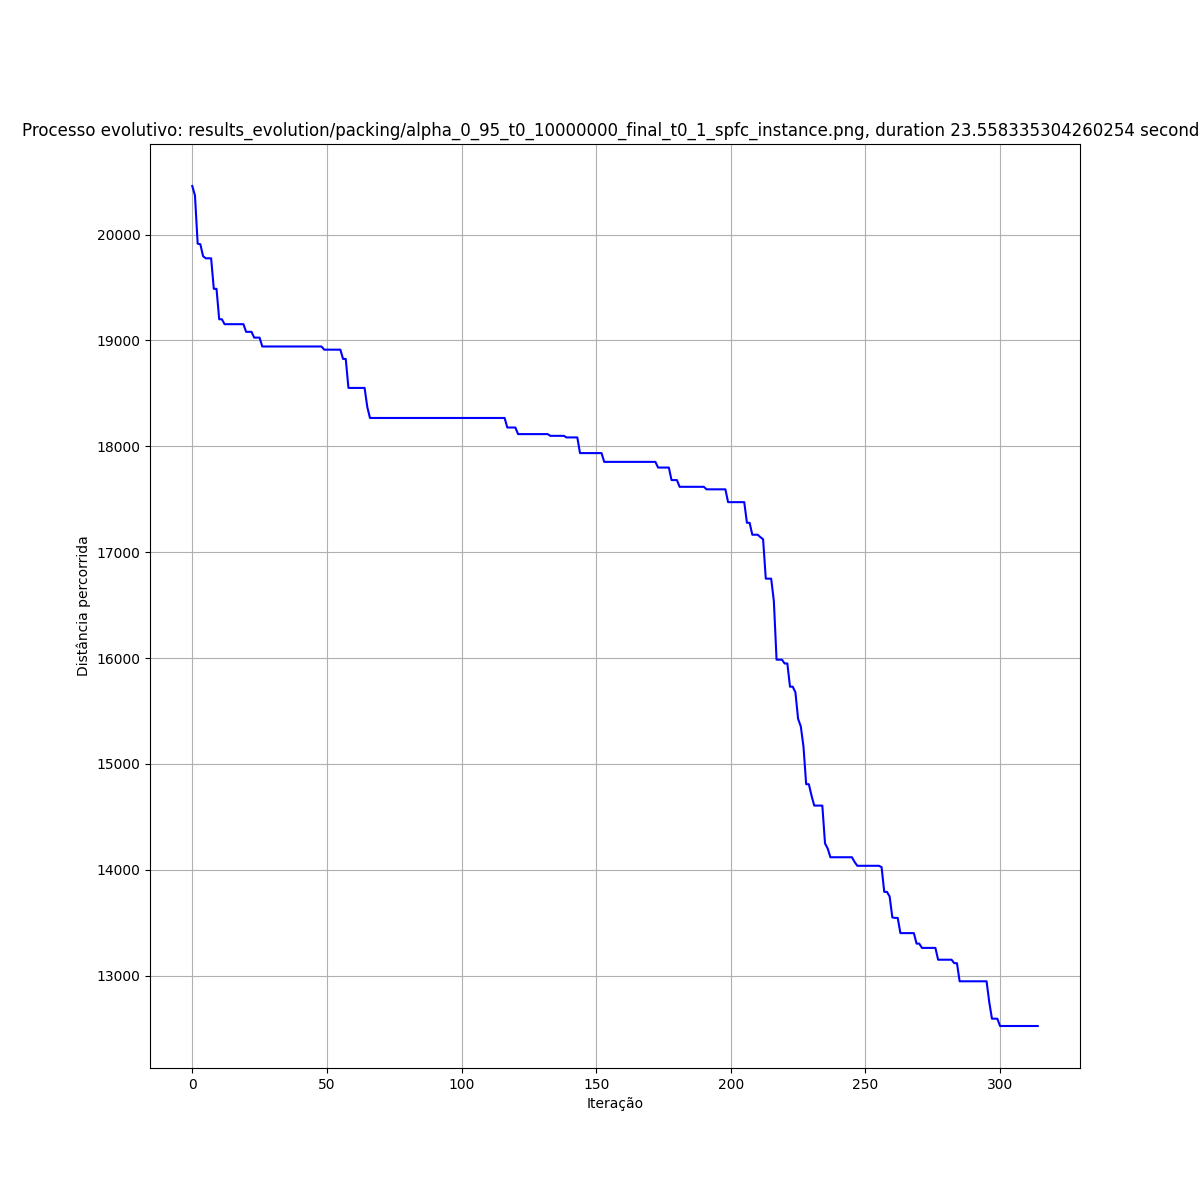 Processo evolutivo: results_evolution/packing/alpha_0_95_t0_10000000_final_t0_1_spfc_instance.png, duration 23.558335304260254 second
20000
19000
18000
17000
16000
15000
14000
13000
Distância percorrida
0 50 100 150 200 250 300
Iteração